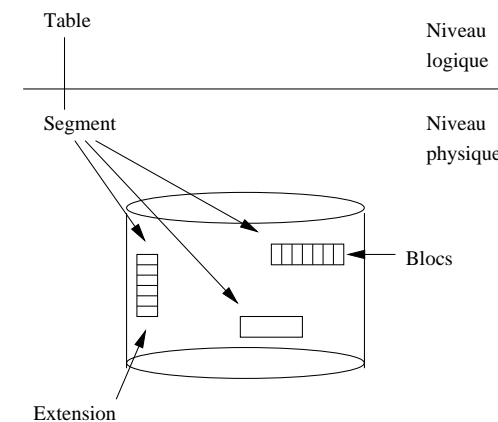 Table
Niveau
logique
Segment
Niveau
physique
Blocs
Extension